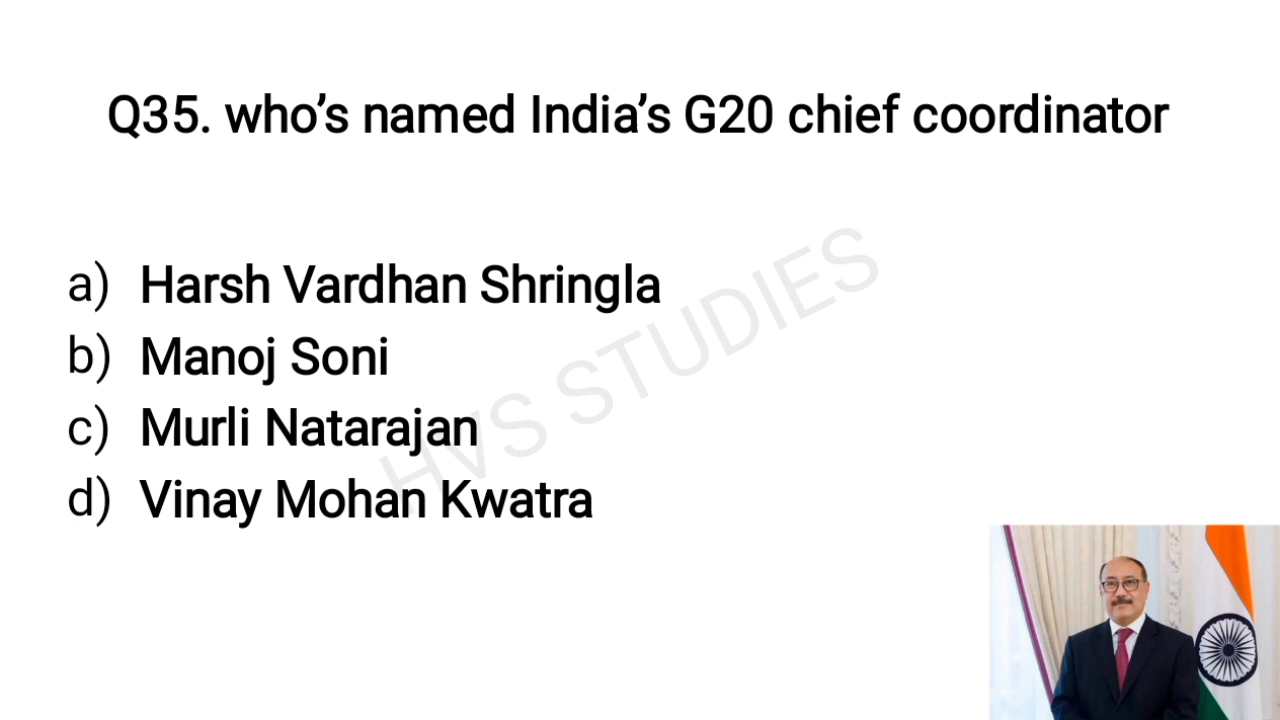 Q35. who’s named India’s G20 chief coordinator
a) Harsh Vardhan Shringla
b) Manoj Soni
c) Murli Natarajan
d) Vinay Mohan Kwatra
HVS STUDIES